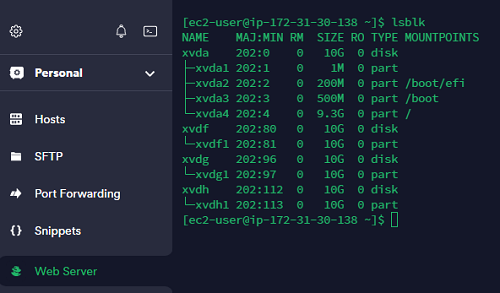 Personal
Hosts
SFTP
Port Forwarding
{} Snippets
Web Server
[ec2-user@ip-172-31-30-138 ~]$ lsblk
NAME    MAJ:MIN RM  SIZE RO TYPE MOUNTPOINTS
xvda    202:0    0   10G  0 disk
├─xvda1 202:1    0    1M  0 part
├─xvda2 202:2    0  200M  0 part /boot/efi
├─xvda3 202:3    0  500M  0 part /boot
└─xvda4 202:4    0  9.3G  0 part /
xvdf    202:80   0   10G  0 disk
└─xvdf1 202:81   0   10G  0 part
xvdg    202:96   0   10G  0 disk
└─xvdg1 202:97   0   10G  0 part
xvdh    202:112  0   10G  0 disk
└─xvdh1 202:113  0   10G  0 part
[ec2-user@ip-172-31-30-138 ~]$